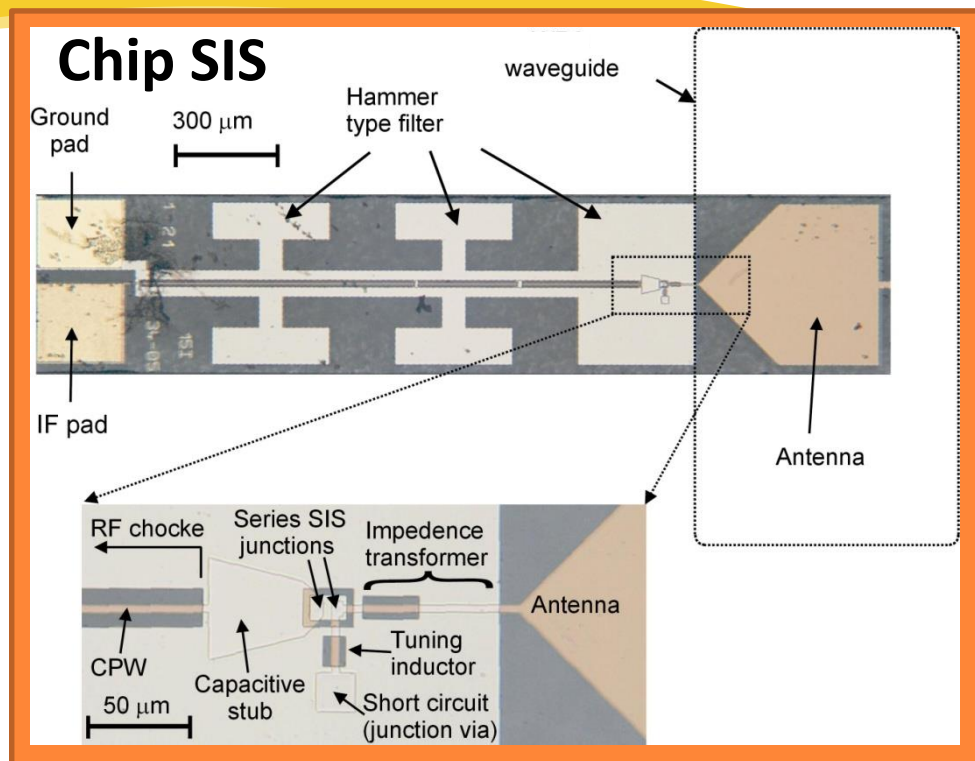 Chip SIS
waveguide
Hammer
type filter
Ground
pad
300 μm
IF pad
Antenna
RF chocke
Series SIS
junctions
Impedence
transformer
Antenna
CPW
Capacitive
stub
Tuning
inductor
Short circuit
(junction via)
50 μm